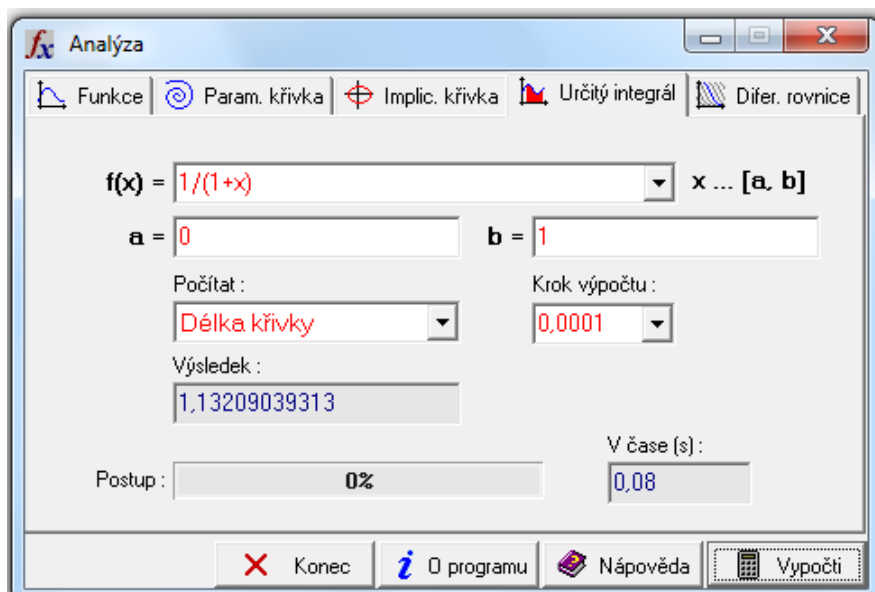 fx Analýza
Funkce Param. křivka Implic. křivka Určitý integrál Difer. rovnice
f(x) = 1/(1+x) x ... [a, b]
a = 0 b = 1
Počítat : Krok výpočtu :
Délka křivky 0,0001
Výsledek :
1,13209039313
V čase (s) :
Postup : 0% 0,08
Konec i O programu Nápověda Vypočti